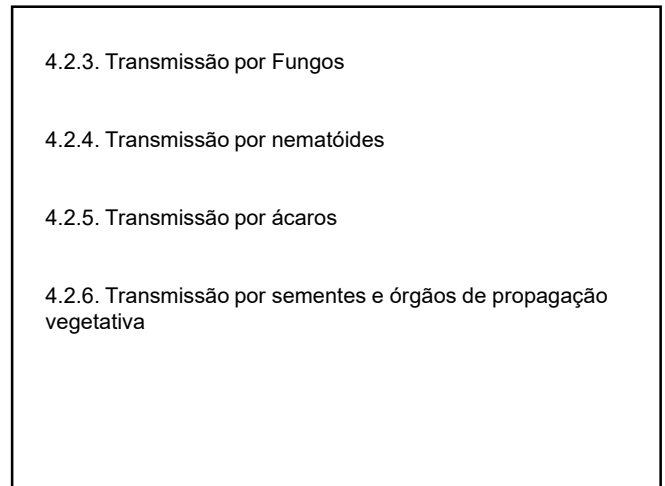 4.2.3. Transmissão por Fungos
4.2.4. Transmissão por nematóides
4.2.5. Transmissão por ácaros
4.2.6. Transmissão por sementes e órgãos de propagação
vegetativa